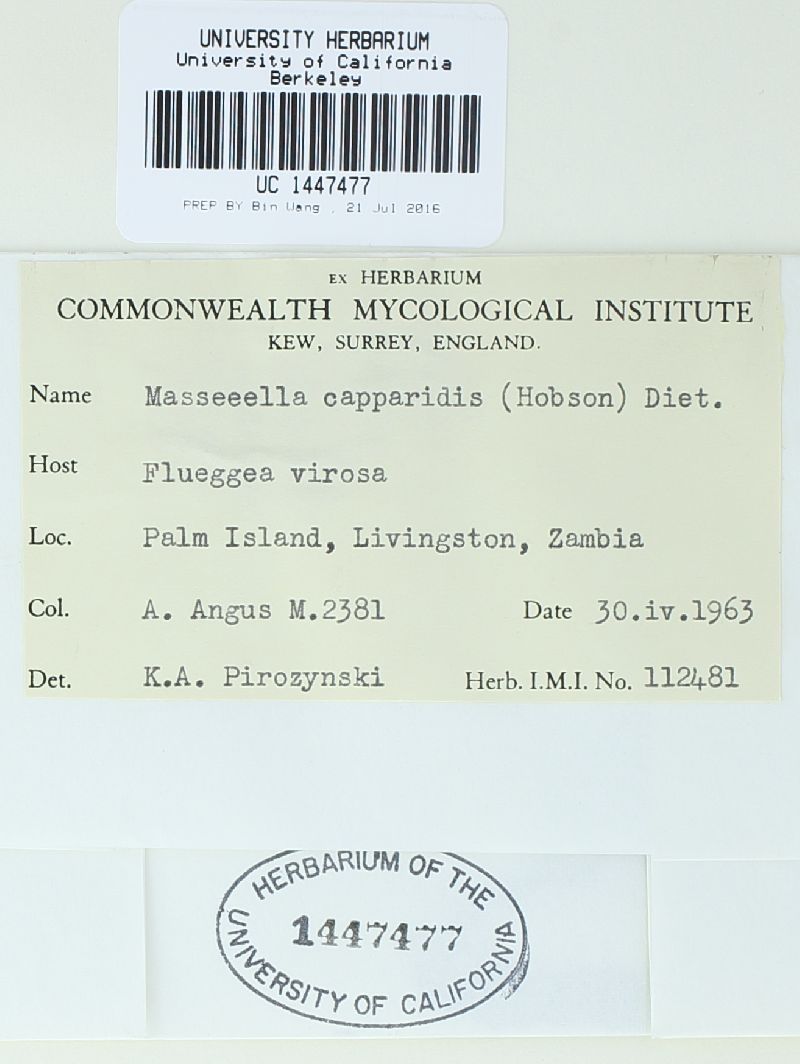 UNIVERSITY HERBARIUM
University of California
Berkeley
UC 1447477
PREP BY Bin Wang , 21 Jul 2016
EX HERBARIUM
COMMONWEALTH MYCOLOGICAL INSTITUTE
KEW, SURREY, ENGLAND.
Name Masseeella capparidis (Hobson) Diet.
Host Flueggea virosa
Loc. Palm Island, Livingston, Zambia
Col. A. Angus M.2381 Date 30.iv.1963
Det. K.A. Pirozynski Herb. I.M.I. No. 112481
HERBARIUM OF THE
1447477
UNIVERSITY OF CALIFORNIA